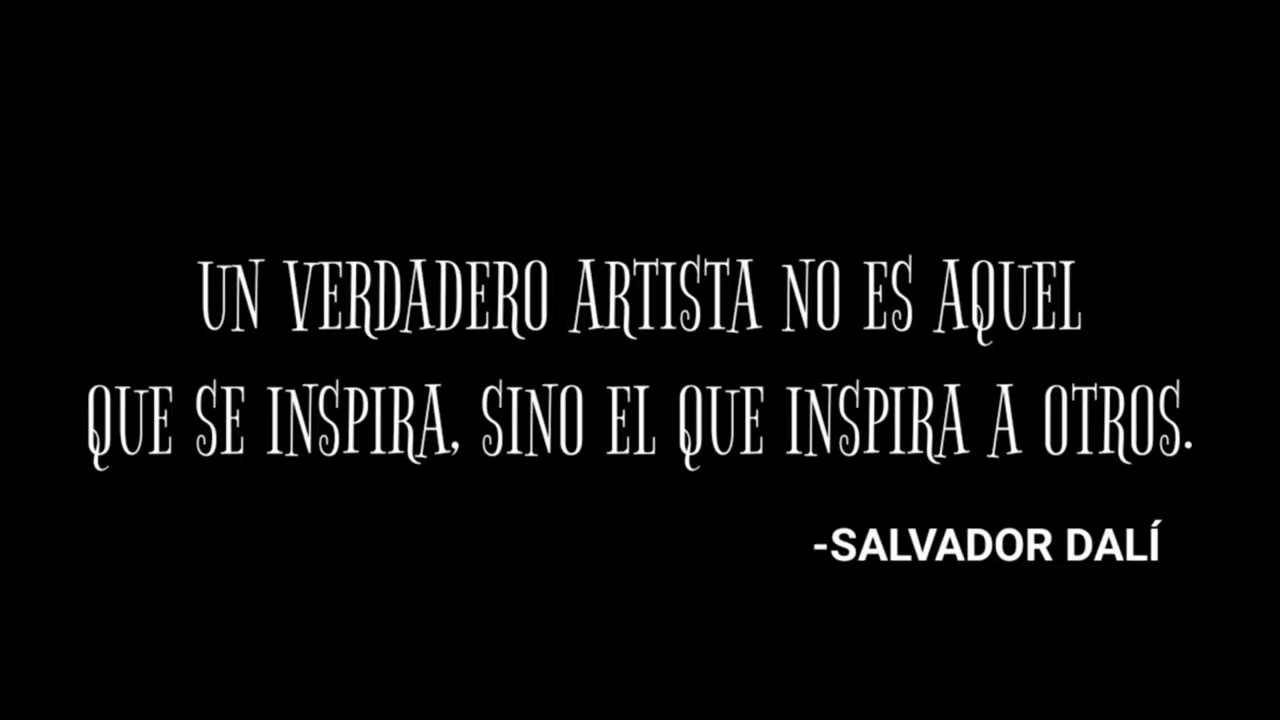 UN VERDADERO ARTISTA NO ES AQUEL
QUE SE INSPIRA, SINO EL QUE INSPIRA A OTROS.
-SALVADOR DALÍ